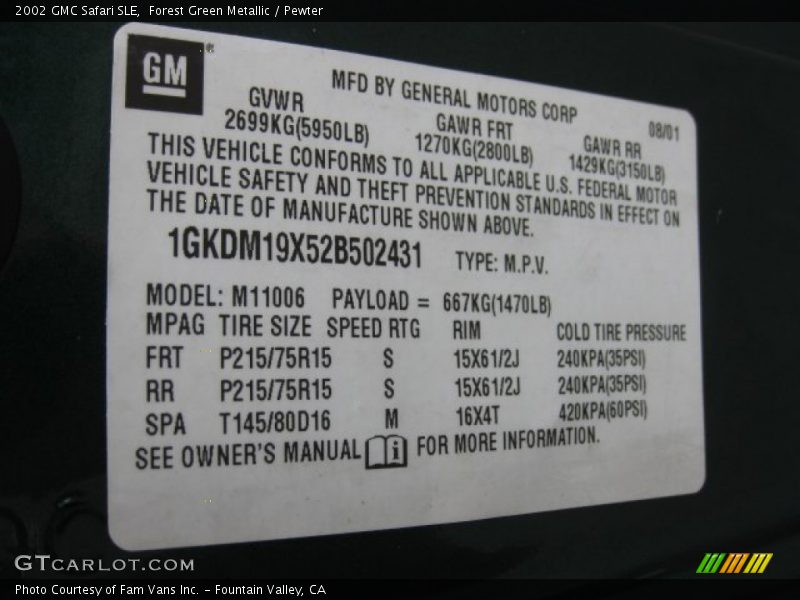 2002 GMC Safari SLE,  Forest Green Metallic / Pewter
GM
MFD BY GENERAL MOTORS CORP
08/01
GVWR GAWR FRT GAWR RR
2699KG(5950LB) 1270KG(2800LB) 1429KG(3150LB)
THIS VEHICLE CONFORMS TO ALL APPLICABLE U.S. FEDERAL MOTOR
VEHICLE SAFETY AND THEFT PREVENTION STANDARDS IN EFFECT ON
THE DATE OF MANUFACTURE SHOWN ABOVE.
1GKDM19X52B502431 TYPE: M.P.V.
MODEL: M11006 PAYLOAD = 667KG(1470LB)
MPAG TIRE SIZE SPEED RTG RIM COLD TIRE PRESSURE
FRT P215/75R15 S 15X61/2J 240KPA(35PSI)
RR P215/75R15 S 15X61/2J 240KPA(35PSI)
SPA T145/80D16 M 16X4T 420KPA(60PSI)
SEE OWNER'S MANUAL i FOR MORE INFORMATION.
GTCARLOT.COM
Photo Courtesy of Fam Vans Inc. – Fountain Valley, CA